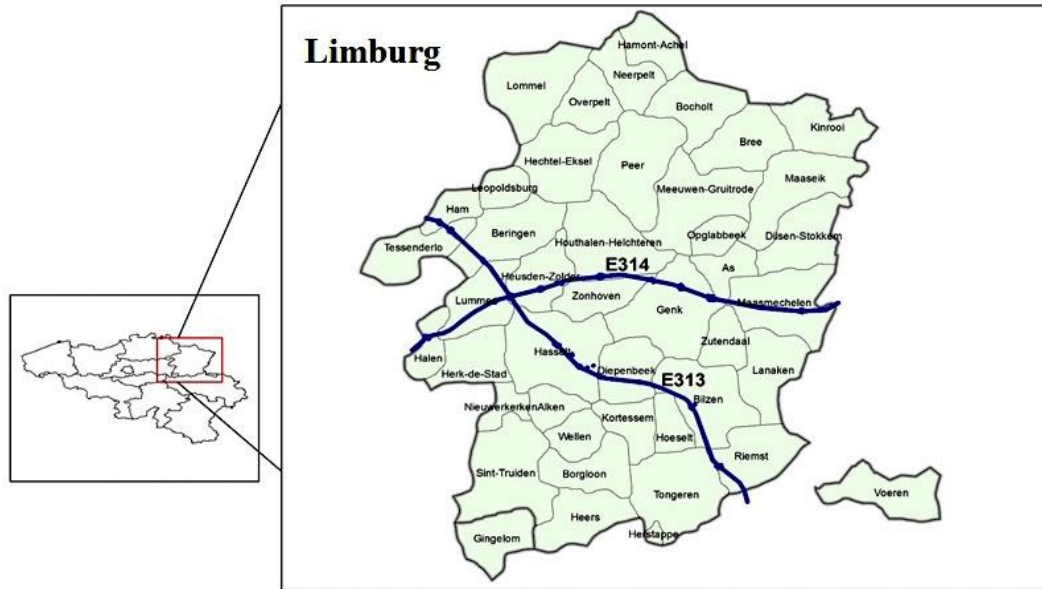 Limburg
Hamont-Achel
Neerpelt
Lommel
Overpelt
Bocholt
Kinrooi
Bree
Hechtel-Eksel
Peer
Maaseik
Leopoldsburg
Meeuwen-Gruitrode
Ham
Beringen
Opglabbeek
Dilsen-Stokkem
Tessenderlo
Houthalen-Helchteren
E314
As
Heusden-Zolder
Lummen
Zonhoven
Maasmechelen
Genk
Zutendaal
Halen
Hasselt
Lanaken
Herk-de-Stad
Diepenbeek
E313
Bilzen
Nieuwerkerken
Alken
Kortessem
Wellen
Hoeselt
Riemst
Sint-Truiden
Borgloon
Voeren
Tongeren
Heers
Herstappe
Gingelom